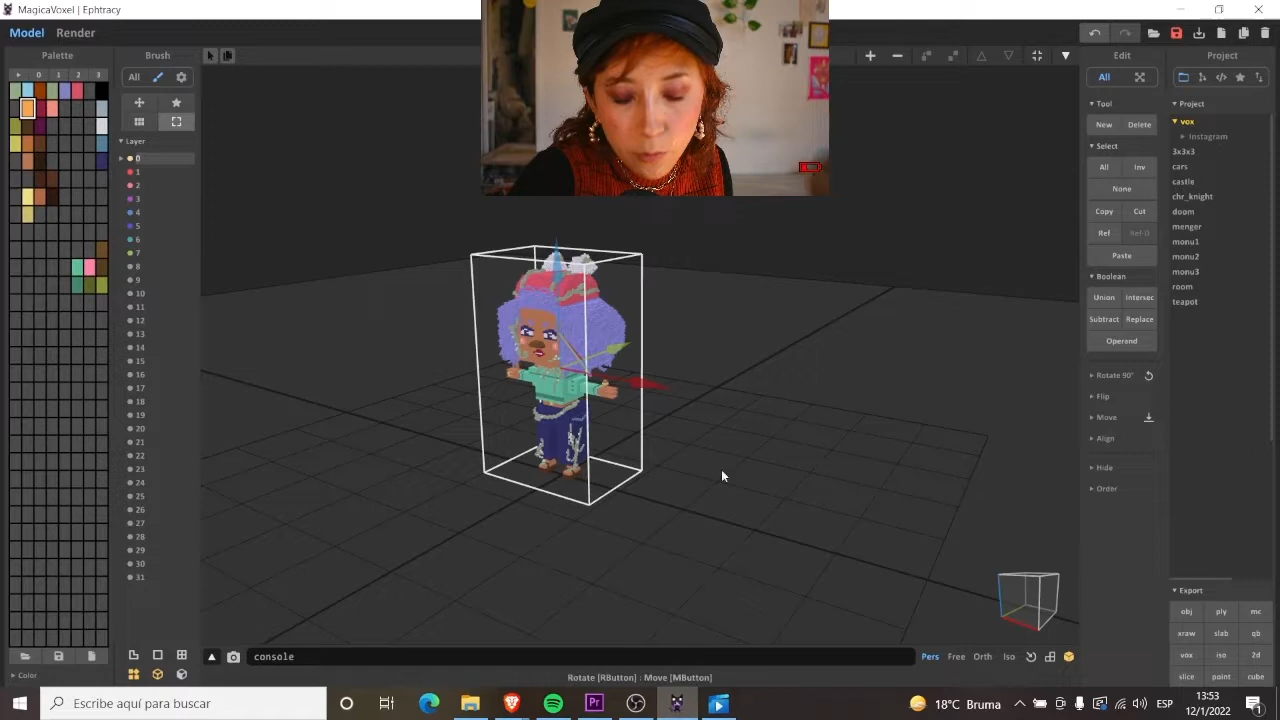 MagicaVoxel | Ephtracy
Model Render
Palette Brush Edit Project
0 1 2 3
All
Layer
0
1
2
3
4
5
6
7
8
9
10
11
12
13
14
15
16
17
18
19
20
21
22
23
24
25
26
27
28
29
30
31
Color
All
Tool
New Delete
Select
All Inv
None
Copy Cut
Ref Ref-D
Paste
Boolean
Union Intersec
Subtract Replace
Operand
Rotate 90°
Flip
Move
Align
Hide
Order
Project
vox
Instagram
3x3x3
cars
castle
chr_knight
doom
menger
monu1
monu2
monu3
room
teapot
Export
obj ply mc
xraw slab qb
vox iso 2d
slice point cube
console
Pers Free Orth Iso
Rotate [RButton] : Move [MButton]
Escribe aquí para buscar
Pr
18°C Bruma
ESP
13:53
12/1/2022